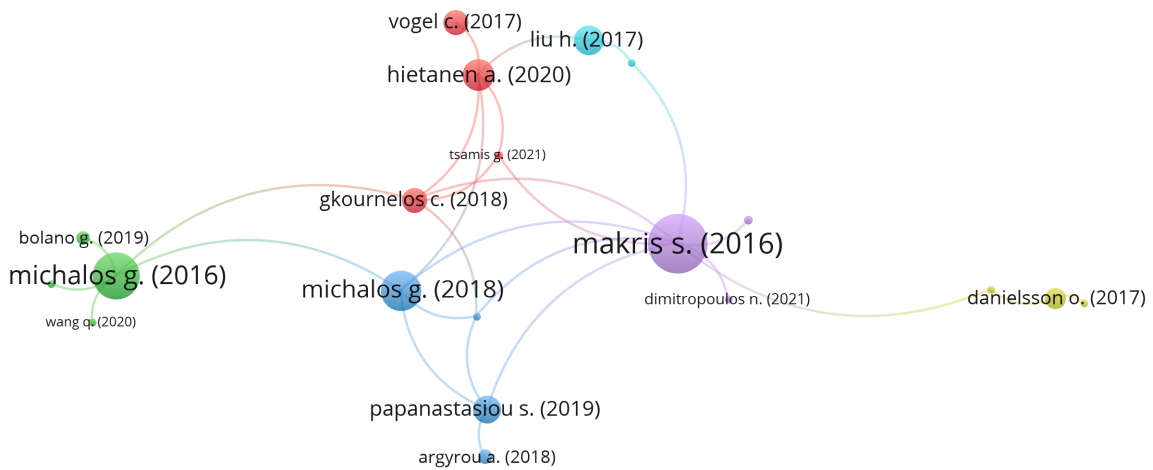 vogel c. (2017)
liu h. (2017)
hietanen a. (2020)
tsamis g. (2021)
gkournelos c. (2018)
bolano g. (2019)
makris s. (2016)
michalos g. (2016)
michalos g. (2018)
dimitropoulos n. (2021)
danielsson o. (2017)
wang q. (2020)
papanastasiou s. (2019)
argyrou a. (2018)